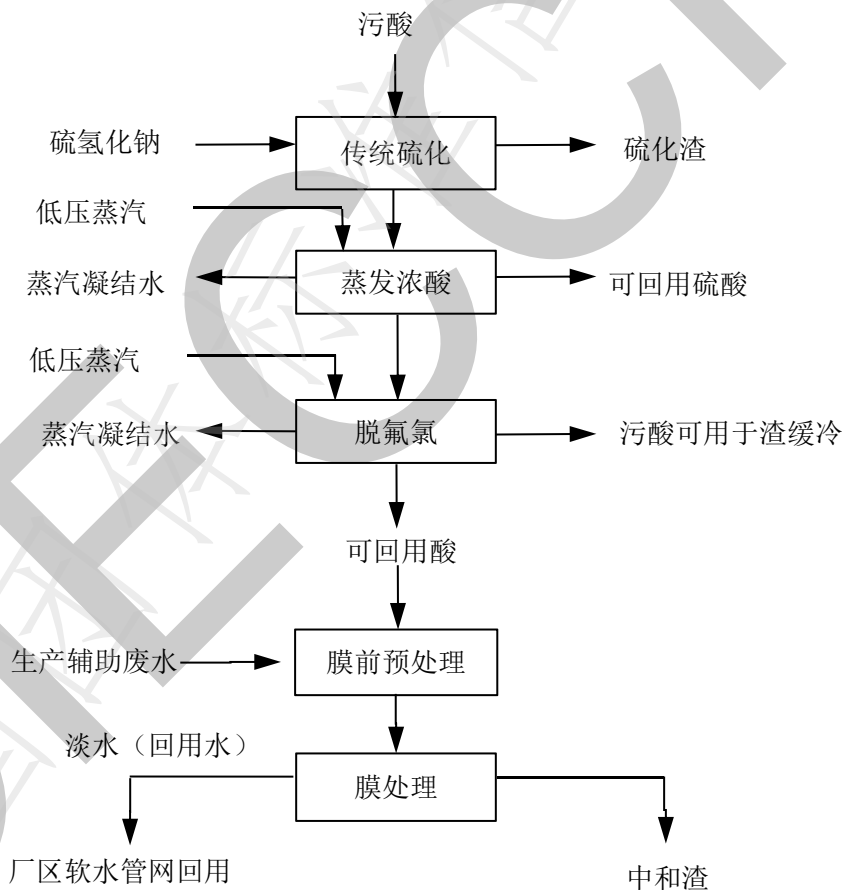 污酸
硫氢化钠
传统硫化
硫化渣
低压蒸汽
蒸汽凝结水
蒸发浓酸
可回用硫酸
低压蒸汽
蒸汽凝结水
脱氟氯
污酸可用于渣缓冷
可回用酸
生产辅助废水
膜前预处理
淡水（回用水）
膜处理
厂区软水管网回用
中和渣